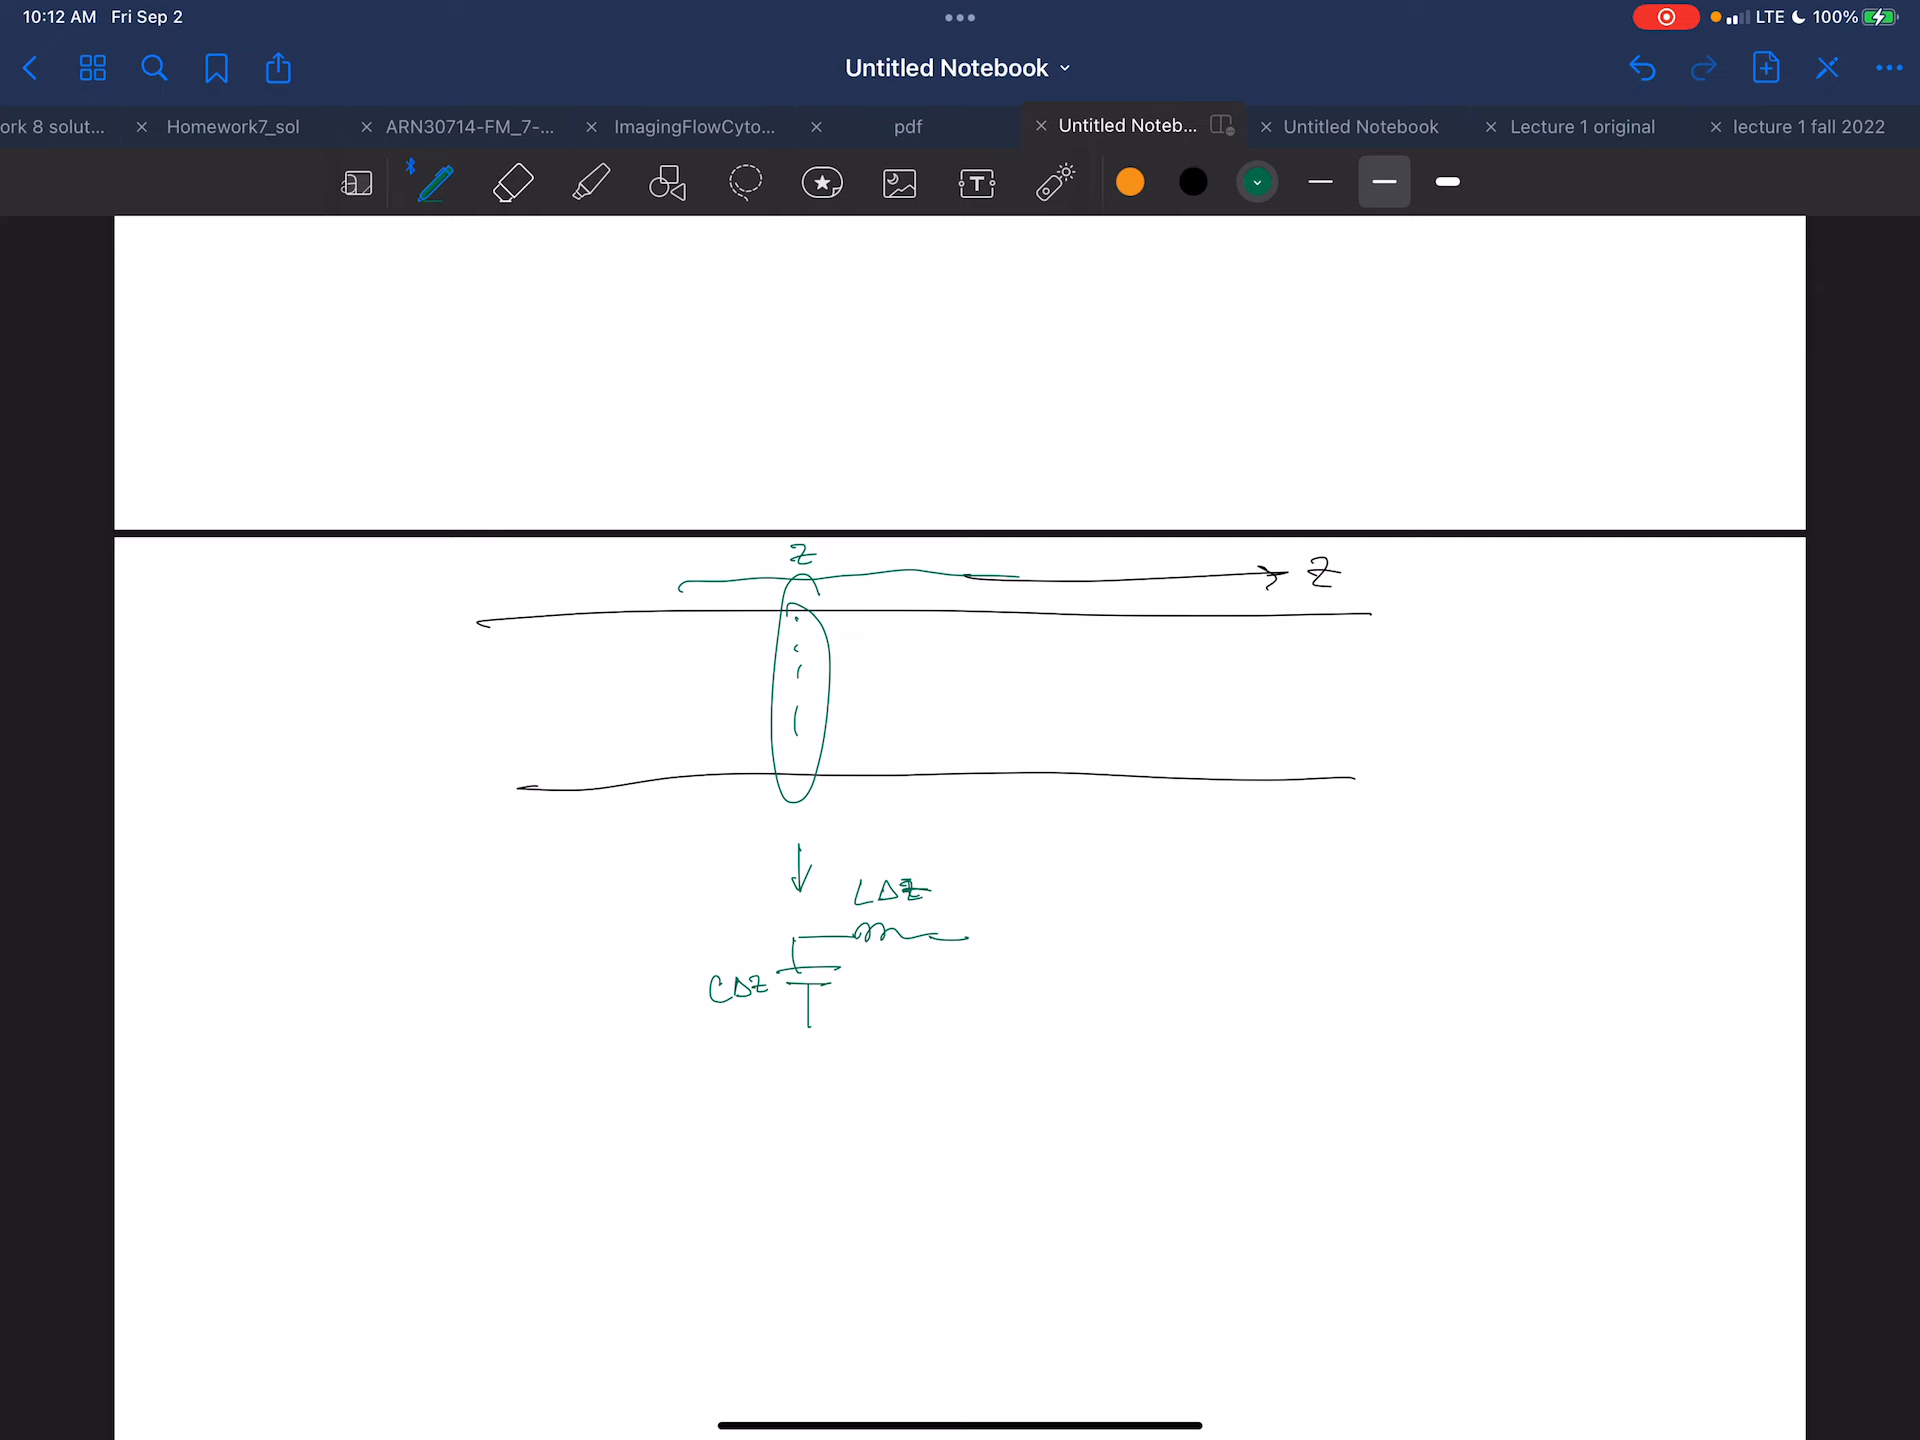 10:12 AM Fri Sep 2
LTE 100%
Untitled Notebook
ork 8 solut... Homework7_sol ARN30714-FM_7-... ImagingFlowCyto... pdf Untitled Noteb... Untitled Notebook Lecture 1 original lecture 1 fall 2022
T
z
z
LΔz
CΔz